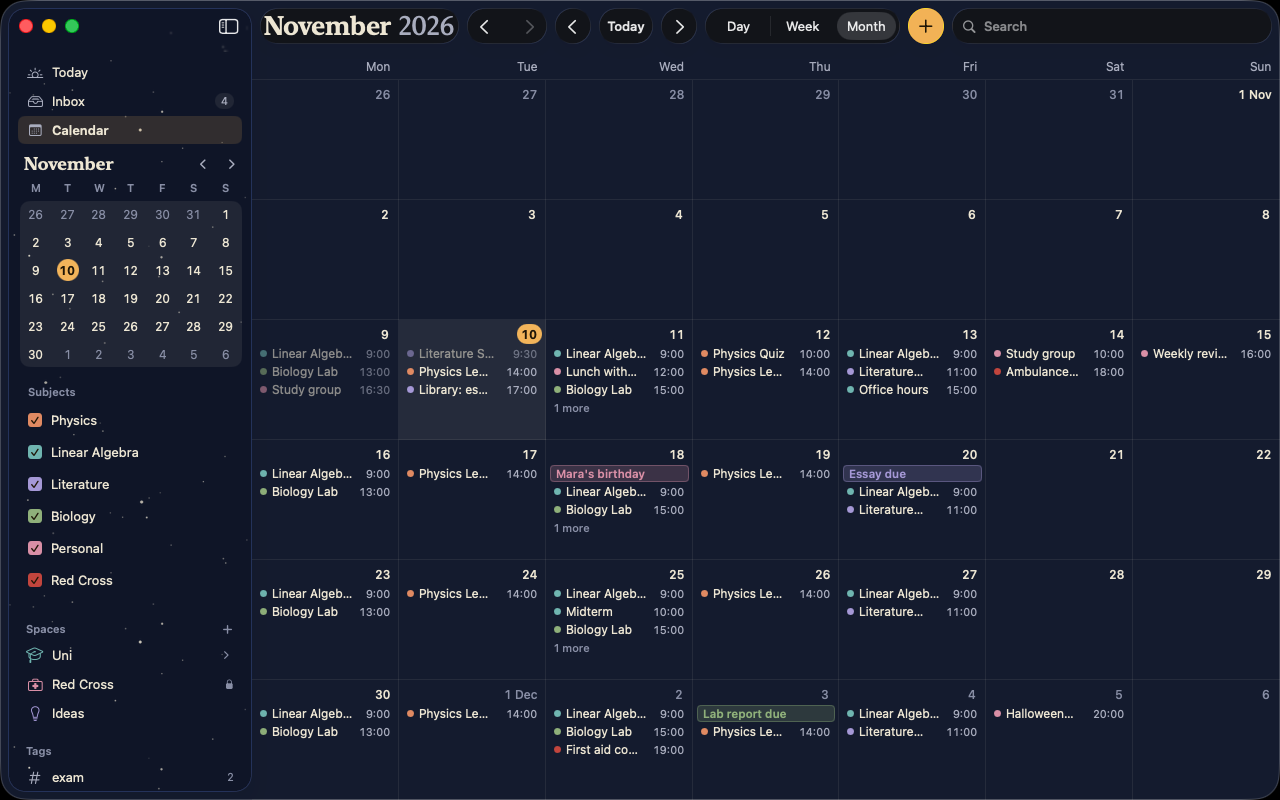 November 2026
Today
Day Week Month
Search
Today
Inbox 4
Calendar
November
M T W T F S S
26 27 28 29 30 31 1
2 3 4 5 6 7 8
9 10 11 12 13 14 15
16 17 18 19 20 21 22
23 24 25 26 27 28 29
30 1 2 3 4 5 6
Subjects
Physics
Linear Algebra
Literature
Biology
Personal
Red Cross
Spaces
Uni
Red Cross
Ideas
Tags
exam 2
Mon Tue Wed Thu Fri Sat Sun
26 27 28 29 30 31 1 Nov
2 3 4 5 6 7 8
9
Linear Algeb... 9:00
Biology Lab 13:00
Study group 16:30
10
Literature S... 9:30
Physics Le... 14:00
Library: es... 17:00
11
Linear Algeb... 9:00
Lunch with... 12:00
Biology Lab 15:00
1 more
12
Physics Quiz 10:00
Physics Le... 14:00
13
Linear Algeb... 9:00
Literature... 11:00
Office hours 15:00
14
Study group 10:00
Ambulance... 18:00
15
Weekly revi... 16:00
16
Linear Algeb... 9:00
Biology Lab 13:00
17
Physics Le... 14:00
18
Mara's birthday
Linear Algeb... 9:00
Biology Lab 15:00
1 more
19
Physics Le... 14:00
20
Essay due
Linear Algeb... 9:00
Literature... 11:00
21
22
23
Linear Algeb... 9:00
Biology Lab 13:00
24
Physics Le... 14:00
25
Linear Algeb... 9:00
Midterm 10:00
Biology Lab 15:00
1 more
26
Physics Le... 14:00
27
Linear Algeb... 9:00
Literature... 11:00
28
29
30
Linear Algeb... 9:00
Biology Lab 13:00
1 Dec
Physics Le... 14:00
2
Linear Algeb... 9:00
Biology Lab 15:00
First aid co... 19:00
3
Lab report due
Physics Le... 14:00
4
Linear Algeb... 9:00
Literature... 11:00
5
Halloween... 20:00
6